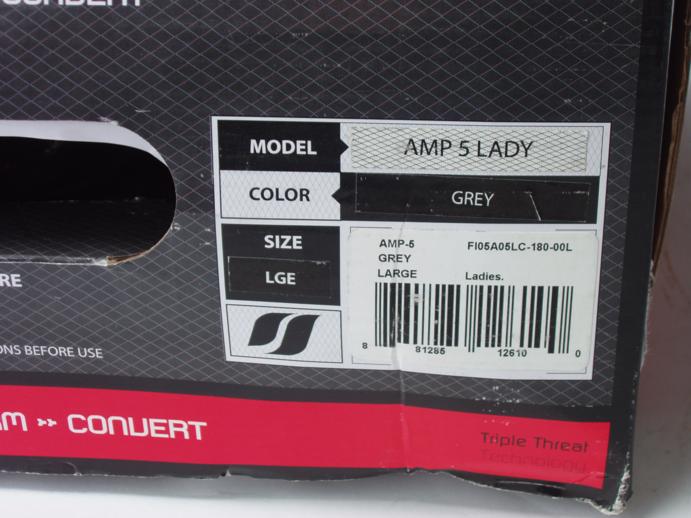 MODEL AMP 5 LADY
COLOR GREY
SIZE
LGE
AMP-5 FI05A05LC-180-00L
GREY
LARGE Ladies.
8 81285 12610 0
RE
ONS BEFORE USE
M » CONVERT
Triple Threat
Technology